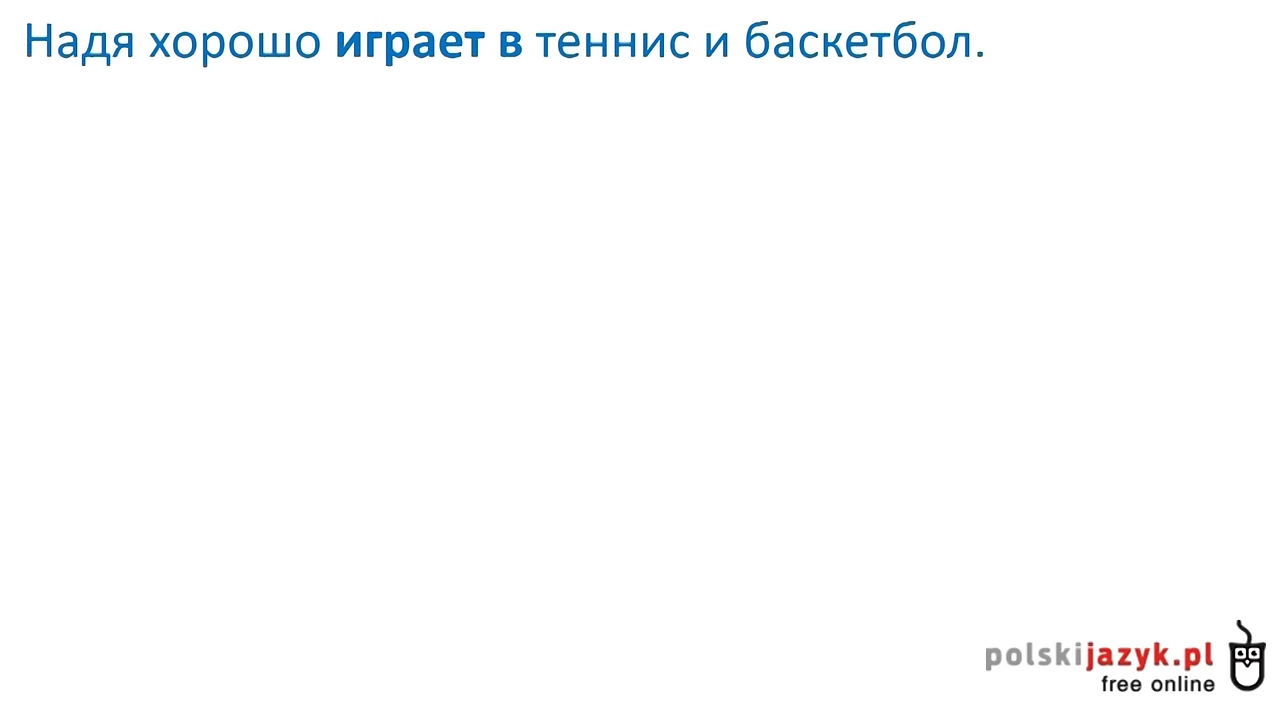 Надя хорошо играет в теннис и баскетбол.
polskijazyk.pl
free online